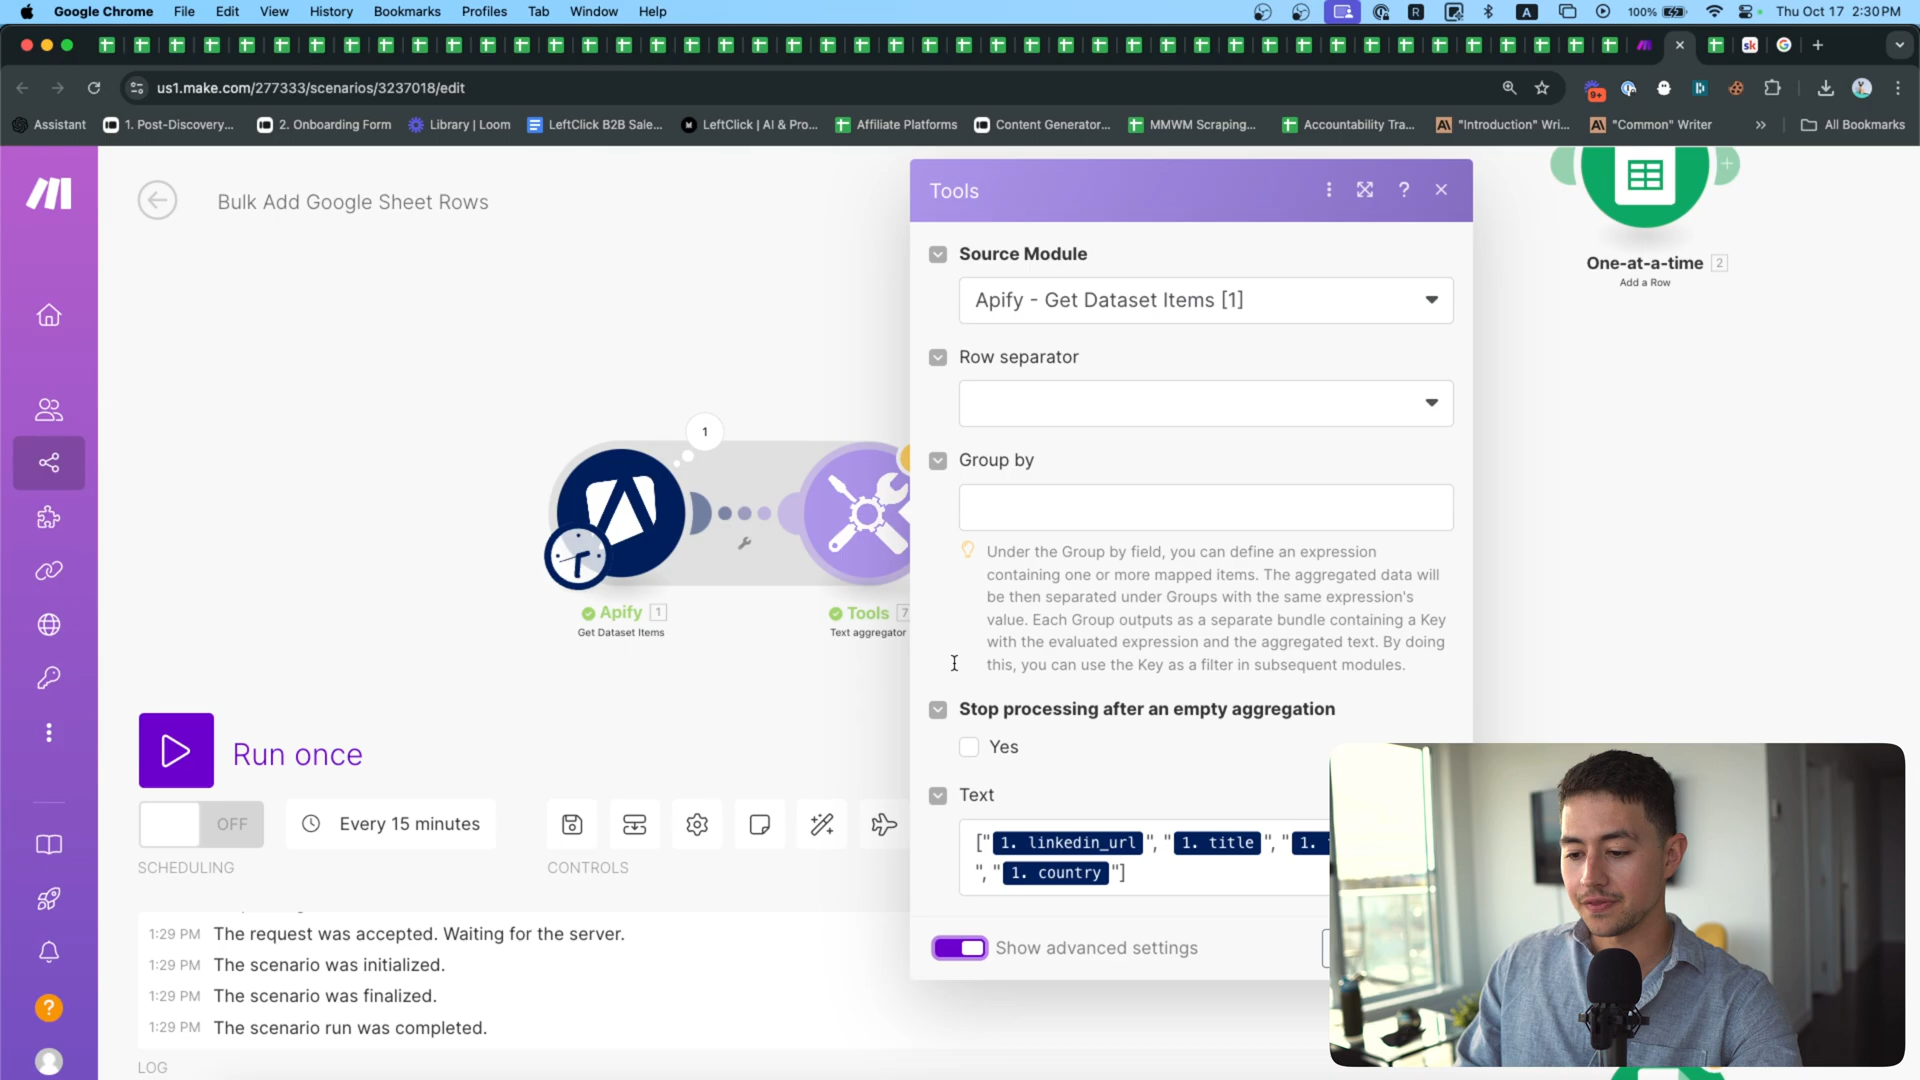 Google Chrome File Edit View History Bookmarks Profiles Tab Window Help
R A 100% Thu Oct 17 2:30 PM
sk
us1.make.com/277333/scenarios/3237018/edit
9+
Assistant 1. Post-Discovery... 2. Onboarding Form Library | Loom LeftClick B2B Sale... LeftClick | AI & Pro... Affiliate Platforms Content Generator... MMWM Scraping... Accountability Tra... "Introduction" Wri... "Common" Writer >> All Bookmarks
Bulk Add Google Sheet Rows
Tools
?
Source Module
Apify - Get Dataset Items [1]
Row separator
Group by
Under the Group by field, you can define an expression
containing one or more mapped items. The aggregated data will
be then separated under Groups with the same expression's
value. Each Group outputs as a separate bundle containing a Key
with the evaluated expression and the aggregated text. By doing
this, you can use the Key as a filter in subsequent modules.
Stop processing after an empty aggregation
Yes
Text
["1. linkedin_url","1. title","1.
","1. country"]
Show advanced settings
One-at-a-time 2
Add a Row
1
Apify 1
Get Dataset Items
Tools 7
Text aggregator
Run once
OFF
Every 15 minutes
SCHEDULING
CONTROLS
1:29 PM The request was accepted. Waiting for the server.
1:29 PM The scenario was initialized.
1:29 PM The scenario was finalized.
1:29 PM The scenario run was completed.
LOG
?